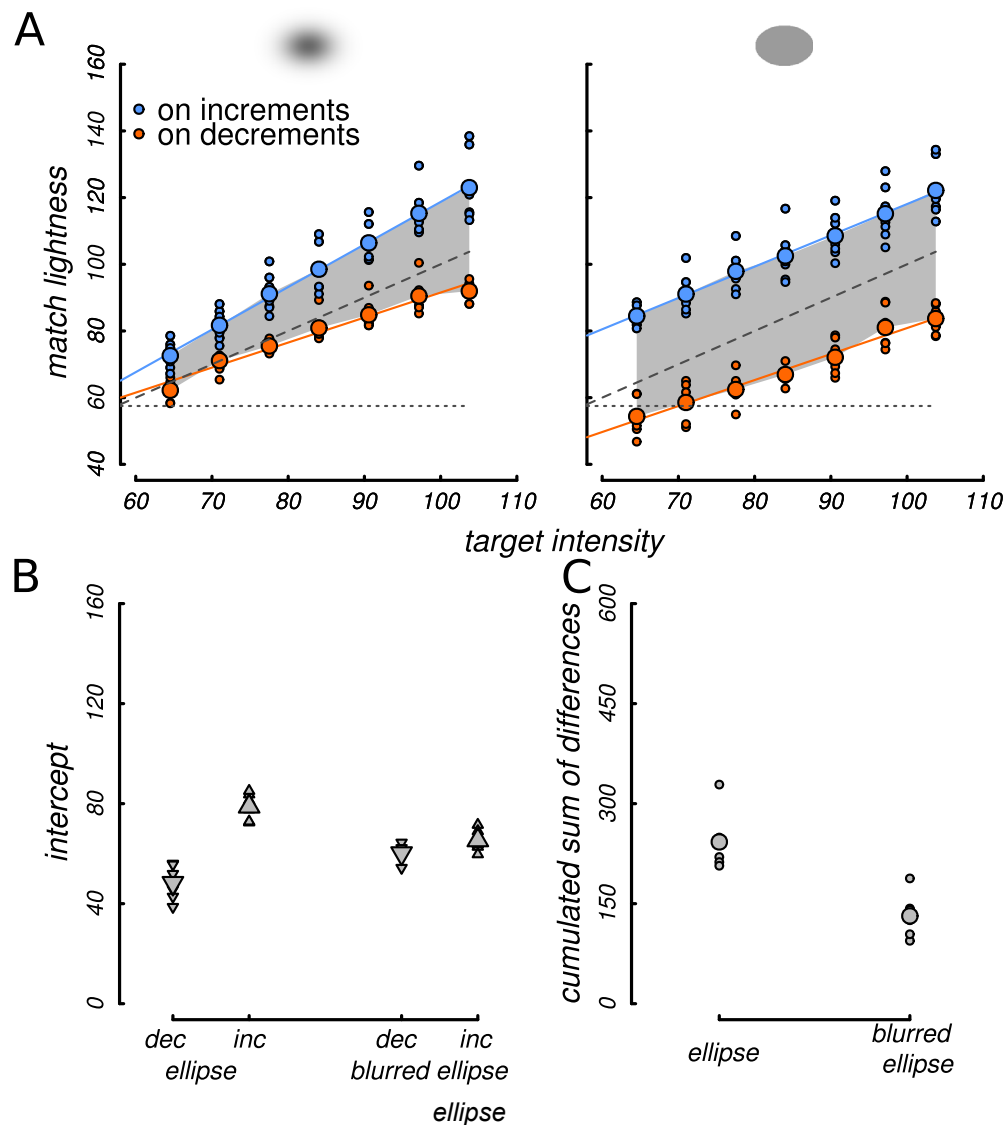 A
160
140
120
100
80
60
40
match lightness
on increments
on decrements
60 70 80 90 100 110
60 70 80 90 100 110
target intensity
B
160
120
80
40
0
intercept
dec inc dec inc
ellipse blurred ellipse
ellipse
C
600
450
300
150
0
cumulated sum of differences
ellipse
blurred
ellipse